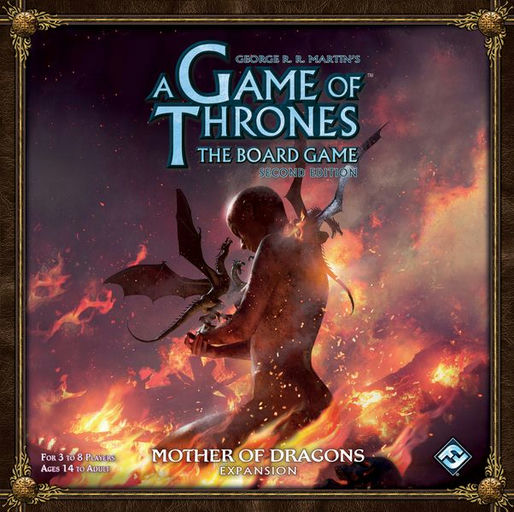 GEORGE R. R. MARTIN'S
A GAME OF
THRONES™
THE BOARD GAME
SECOND EDITION
FOR 3 TO 8 PLAYERS
AGES 14 TO ADULT
MOTHER OF DRAGONS
EXPANSION